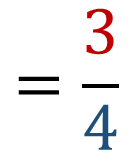 = 3/4